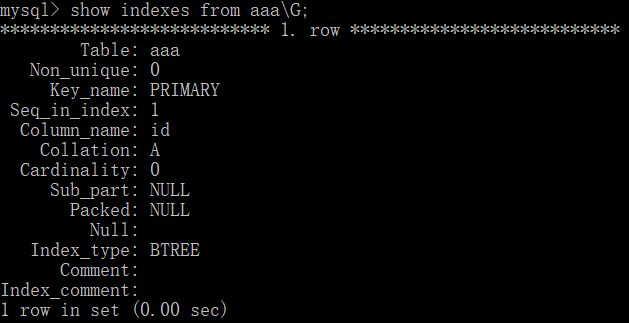 mysql> show indexes from aaa\G;
*************************** 1. row ***************************
Table: aaa
Non_unique: 0
Key_name: PRIMARY
Seq_in_index: 1
Column_name: id
Collation: A
Cardinality: 0
Sub_part: NULL
Packed: NULL
Null:
Index_type: BTREE
Comment:
Index_comment:
1 row in set (0.00 sec)